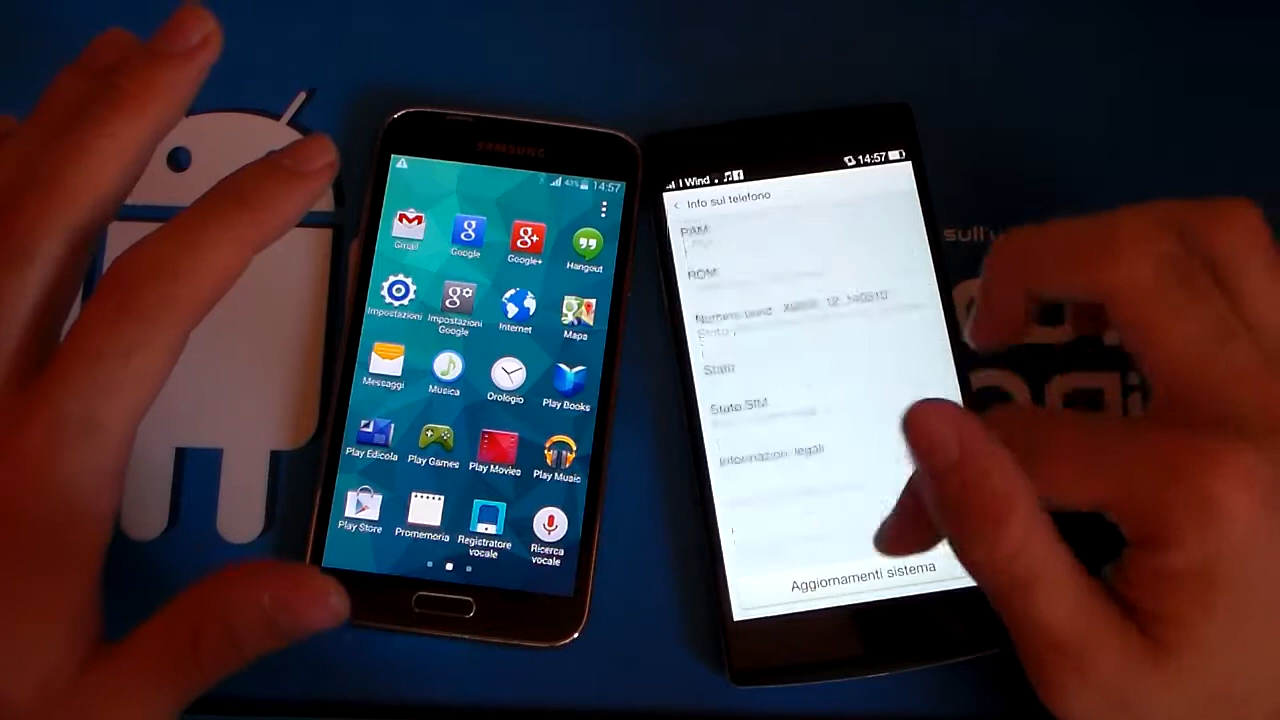 SAMSUNG
43% 14:57
Gmail
Google
Google+
Hangout
Impostazioni
Impostazioni Google
Internet
Maps
Messaggi
Musica
Orologio
Play Books
Play Edicola
Play Games
Play Movies
Play Music
Play Store
Promemoria
Registratore vocale
Ricerca vocale
I Wind
14:57
Info sul telefono
RAM
ROM
Stato SIM
Informazioni legali
Aggiornamenti sistema